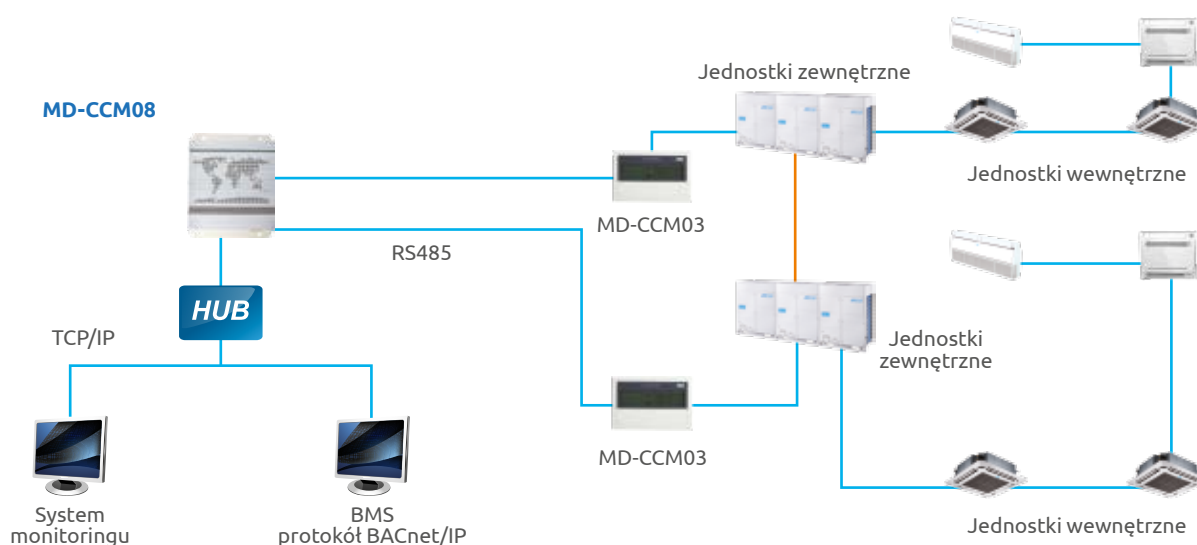 Jednostki zewnętrzne
MD-CCM08
Jednostki wewnętrzne
MD-CCM03
RS485
HUB
TCP/IP
Jednostki
zewnętrzne
MD-CCM03
System
monitoringu
BMS
protokół BACnet/IP
Jednostki wewnętrzne